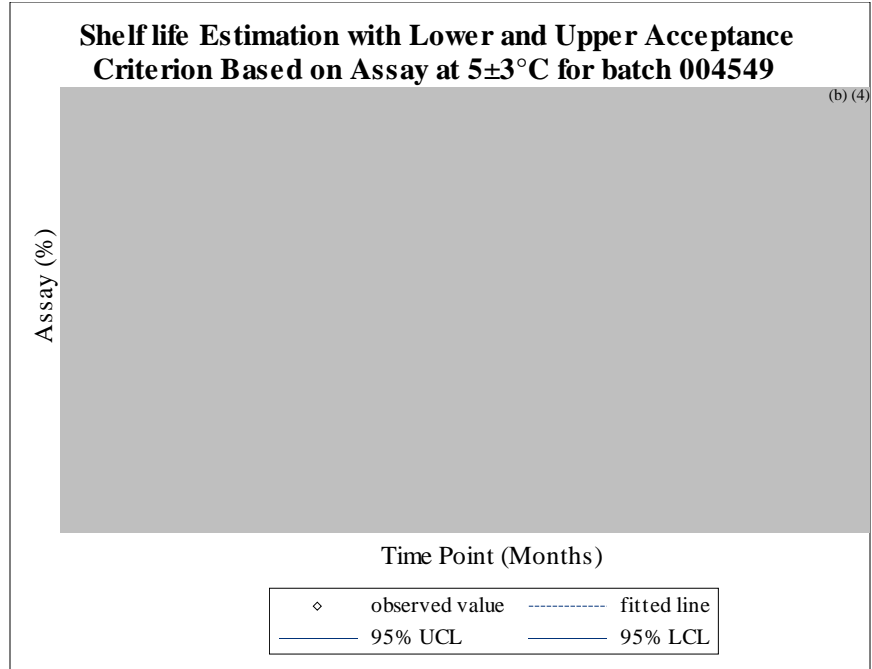 Shelf life Estimation with Lower and Upper Acceptance
Criterion Based on Assay at 5±3°C for batch 004549
(b) (4)
Assay (%)
Time Point (Months)
observed value fitted line
95% UCL 95% LCL